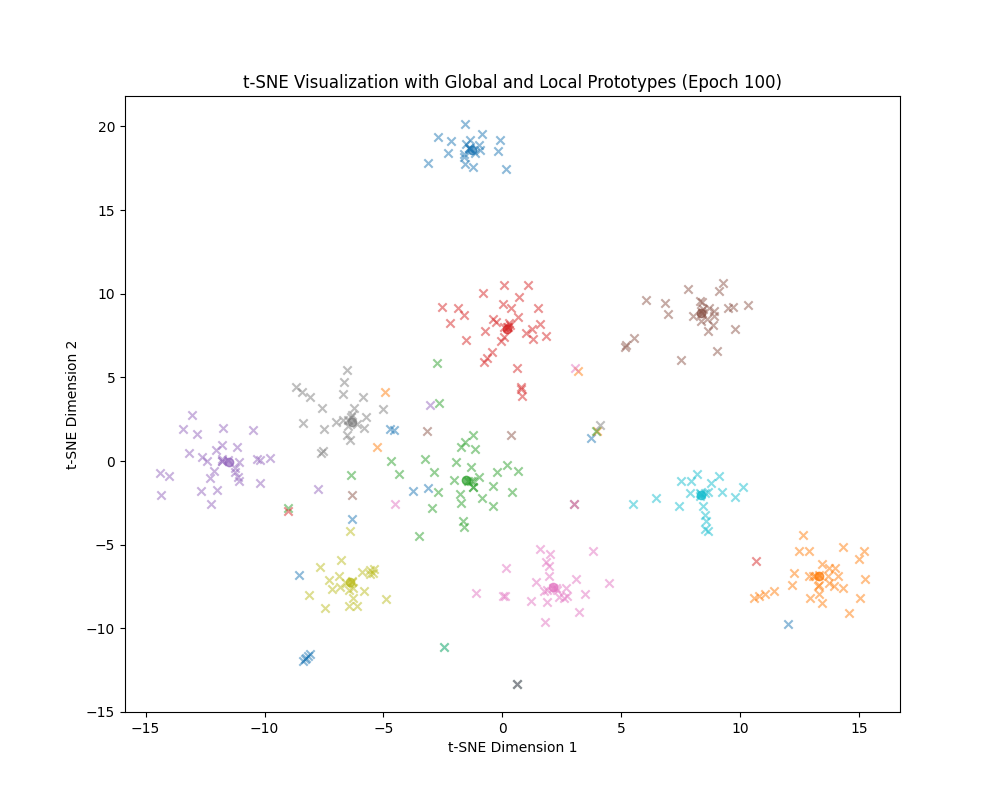 t-SNE Visualization with Global and Local Prototypes (Epoch 100)
t-SNE Dimension 2
20
15
10
5
0
−5
−10
−15
−15 −10 −5 0 5 10 15
t-SNE Dimension 1